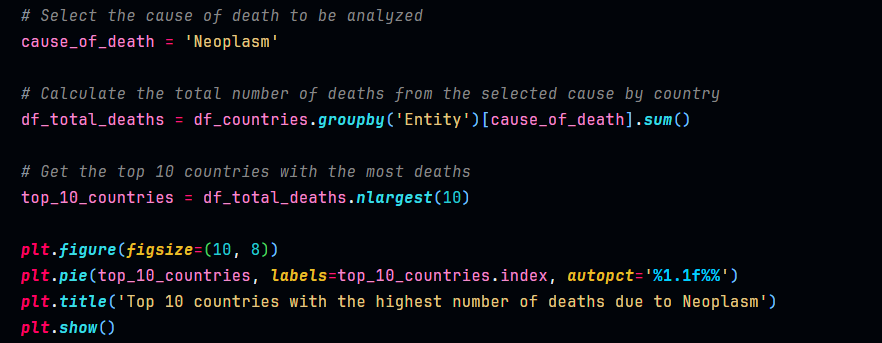 # Select the cause of death to be analyzed
cause_of_death = 'Neoplasm'
# Calculate the total number of deaths from the selected cause by country
df_total_deaths = df_countries.groupby('Entity')[cause_of_death].sum()
# Get the top 10 countries with the most deaths
top_10_countries = df_total_deaths.nlargest(10)
plt.figure(figsize=(10, 8))
plt.pie(top_10_countries, labels=top_10_countries.index, autopct='%1.1f%%')
plt.title('Top 10 countries with the highest number of deaths due to Neoplasm')
plt.show()